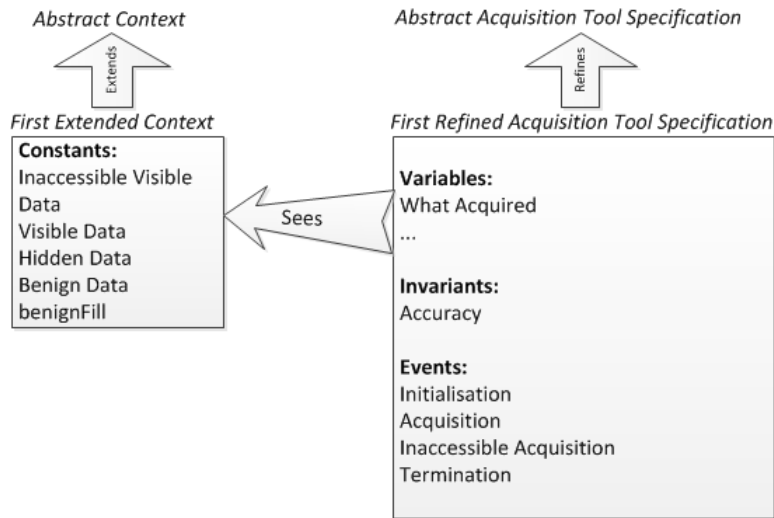 Abstract Context
Abstract Acquisition Tool Specification
Extends
Refines
First Extended Context
First Refined Acquisition Tool Specification
Constants:
Inaccessible Visible
Data
Visible Data
Hidden Data
Benign Data
benignFill
Sees
Variables:
What Acquired
...
Invariants:
Accuracy
Events:
Initialisation
Acquisition
Inaccessible Acquisition
Termination